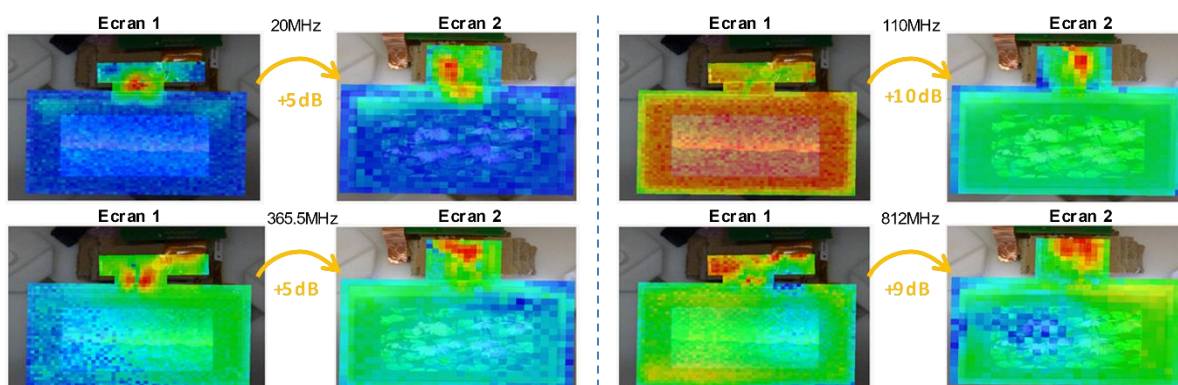 Ecran 1 20MHz Ecran 2
+5 dB
Ecran 1 110MHz Ecran 2
+10 dB
Ecran 1 365.5MHz Ecran 2
+5 dB
Ecran 1 812MHz Ecran 2
+9 dB